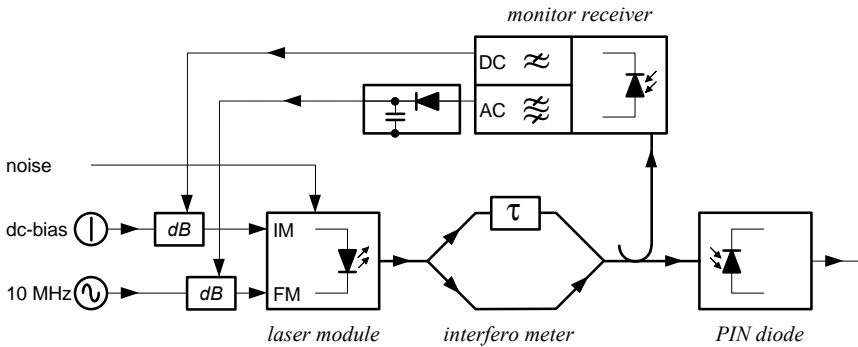 monitor receiver
DC
AC
noise
dc-bias
dB
IM
τ
10 MHz
dB
FM
laser module
interfero meter
PIN diode